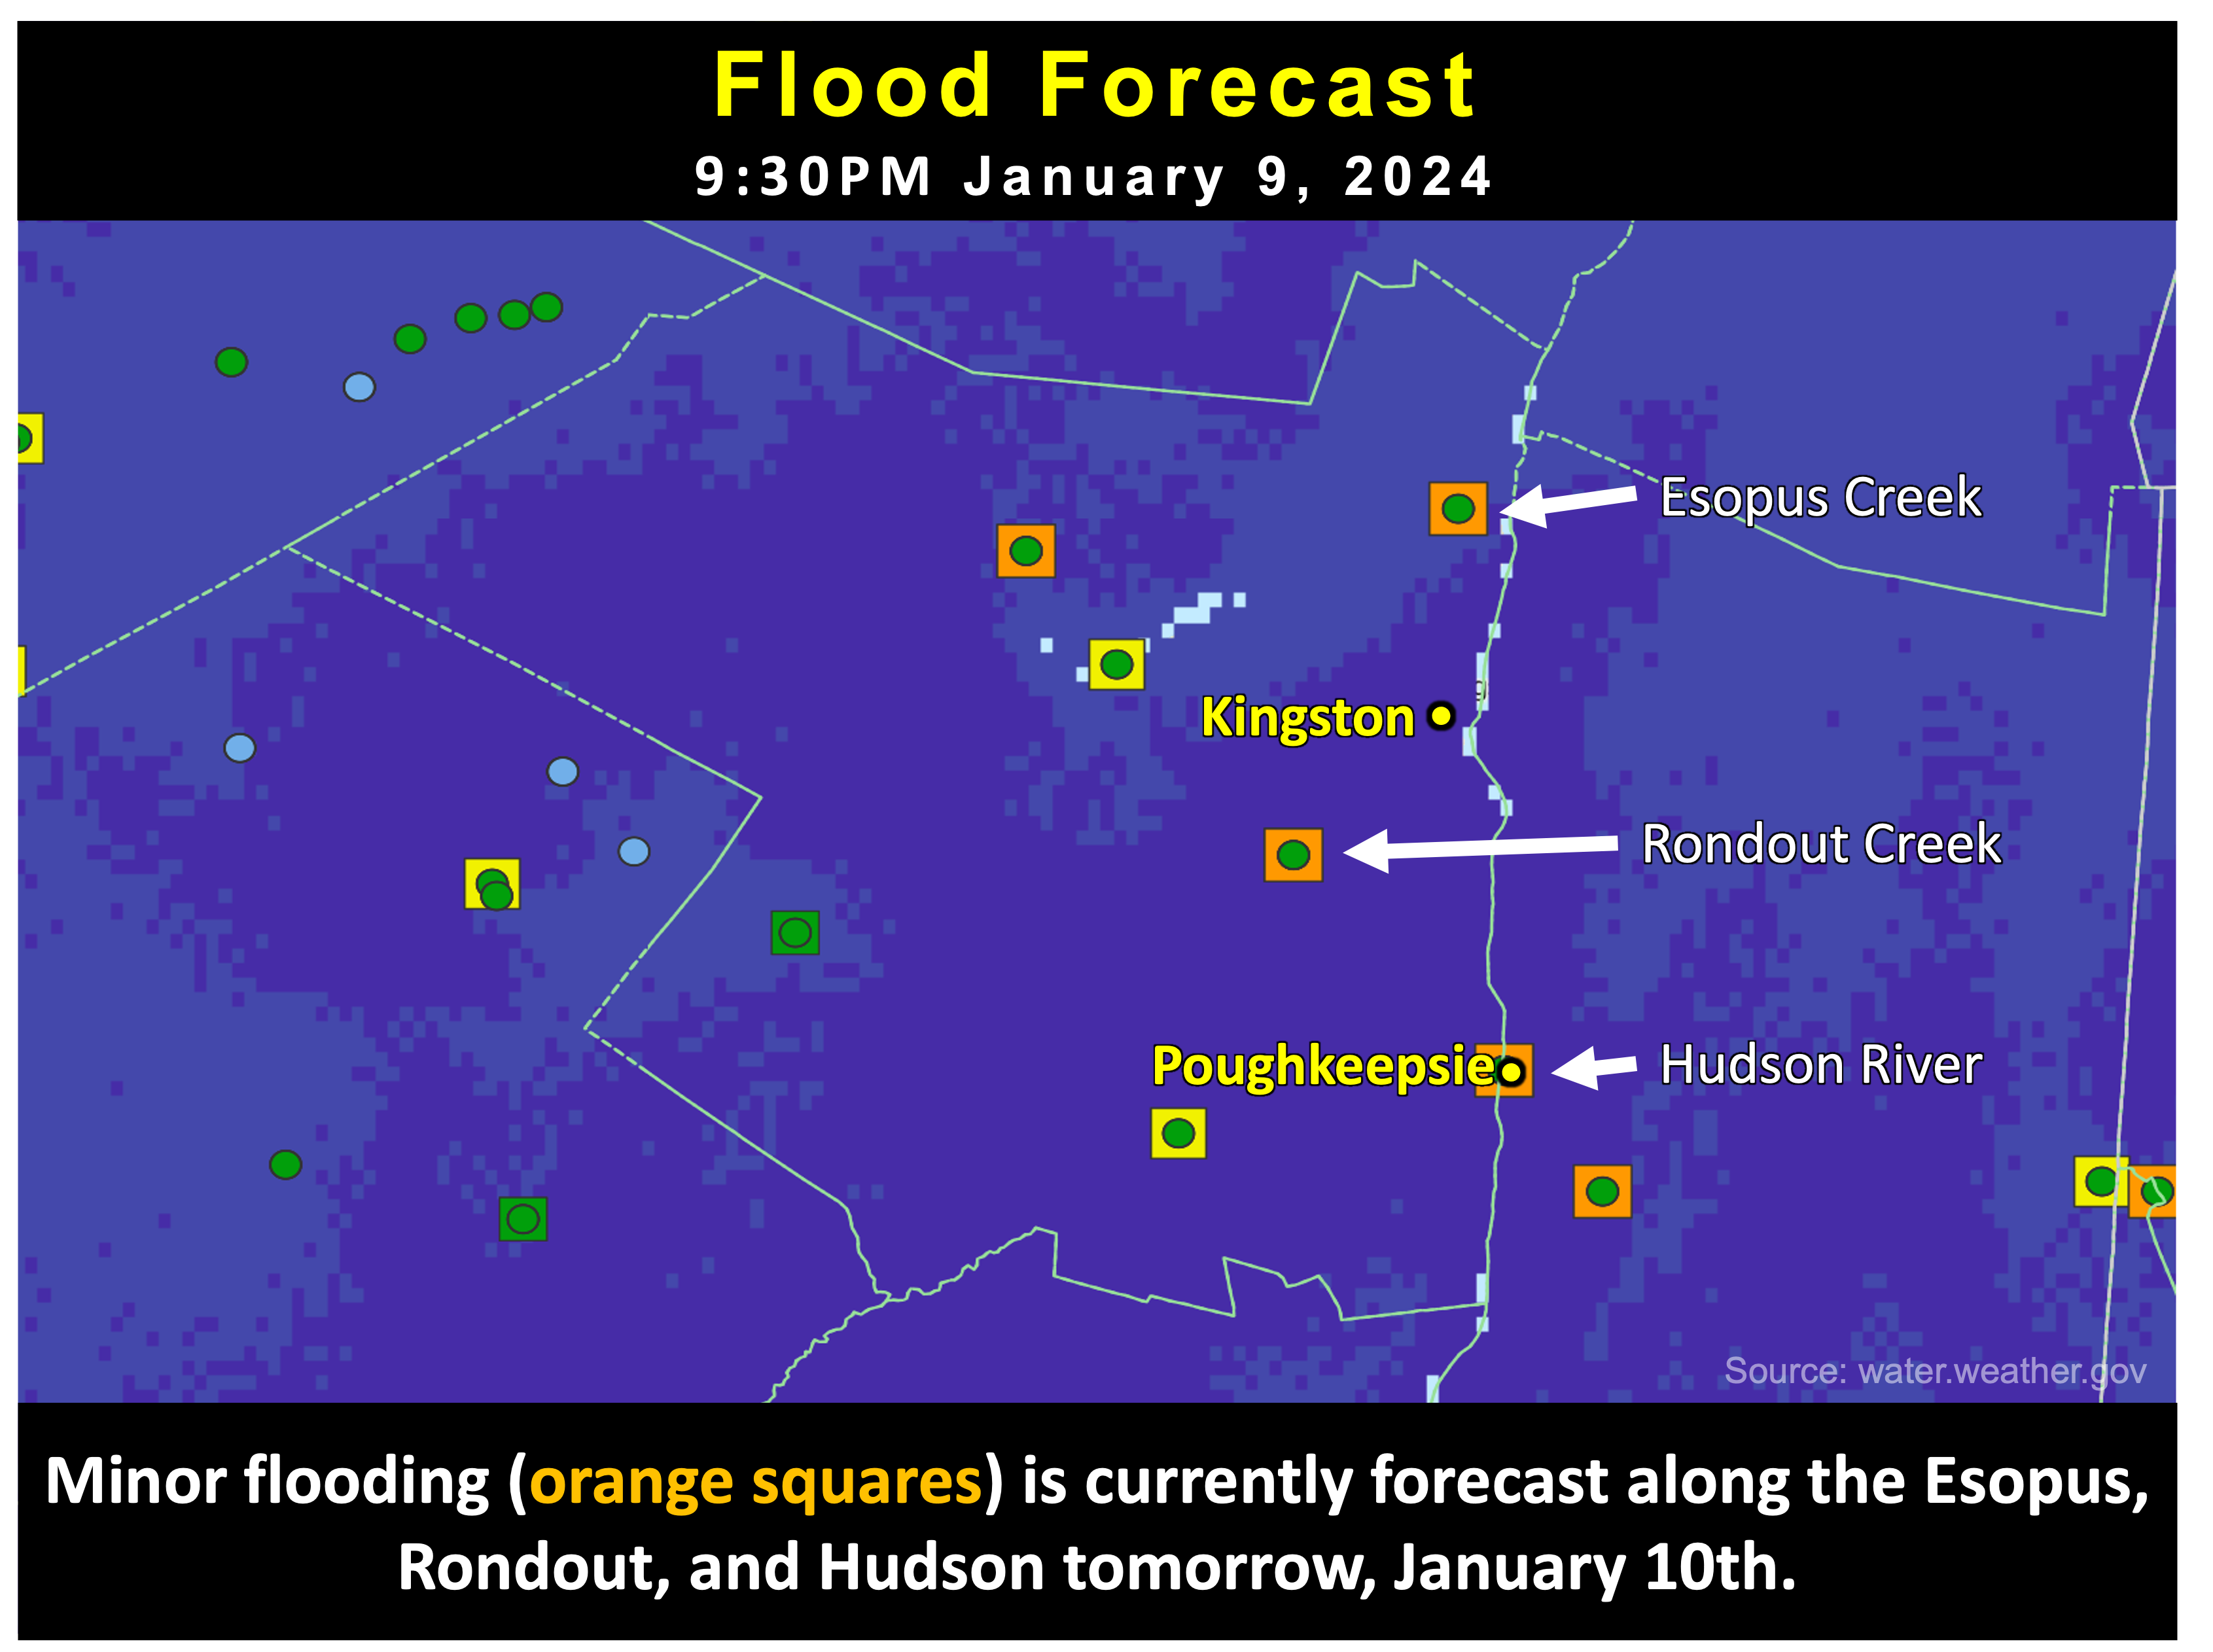 Flood Forecast
9:30PM January 9, 2024
Esopus Creek
Kingston
Rondout Creek
Poughkeepsie
Hudson River
Source: water.weather.gov
Minor flooding (orange squares) is currently forecast along the Esopus,
Rondout, and Hudson tomorrow, January 10th.